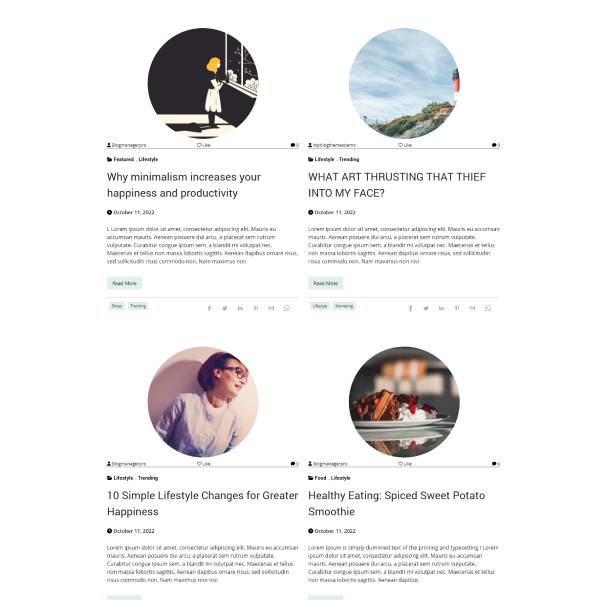 Blogmanagerpro Like 0
Featured , Lifestyle
Why minimalism increases your
happiness and productivity
October 11, 2022
L Lorem ipsum dolor sit amet, consectetur adipiscing elit. Mauris eu
accumsan mauris. Aenean posuere dui arcu, a placerat sem rutrum
vulputate. Curabitur congue ipsum sem, a blandit mi volutpat nec.
Maecenas et tellus non massa lobortis aliquam. Aenean dapibus ornare risus,
sed sollicitudin risus commodo non. Nam maximus non
Read More
Shoes Trending
wpblogthemesdemo Like 0
Lifestyle , Trending
WHAT ART THRUSTING THAT THIEF
INTO MY FACE?
October 11, 2022
Lorem ipsum dolor sit amet, consectetur adipiscing elit. Mauris eu accumsan
mauris. Aenean posuere dui arcu, a placerat sem rutrum vulputate.
Curabitur congue ipsum sem, a blandit mi volutpat nec. Maecenas et tellus
non massa lobortis aliquam. Aenean dapibus ornare risus, sed sollicitudin
risus commodo non. Nam maximus non nisi
Read More
Lifestyle Marketing
Blogmanagerpro Like 0
Lifestyle , Trending
10 Simple Lifestyle Changes for Greater
Happiness
October 11, 2022
Lorem ipsum dolor sit amet, consectetur adipiscing elit. Mauris eu accumsan
mauris. Aenean posuere dui arcu, a placerat sem rutrum vulputate.
Curabitur congue ipsum sem, a blandit mi volutpat nec. Maecenas et tellus
non massa lobortis aliquam. Aenean dapibus ornare risus, sed sollicitudin
risus commodo non. Nam maximus non nisi
Blogmanagerpro Like 0
Food , Lifestyle
Healthy Eating: Spiced Sweet Potato
Smoothie
October 11, 2022
Lorem Ipsum is simply dummied text of the printing and typesetting i Lorem
ipsum dolor sit amet, consectetur adipiscing elit. Mauris eu accumsan
mauris. Aenean posuere dui arcu, a placerat sem rutrum vulputate.
Curabitur congue ipsum sem, a blandit mi volutpat nec. Maecenas et tellus
non massa lobortis aliquam. Aenean dapibus